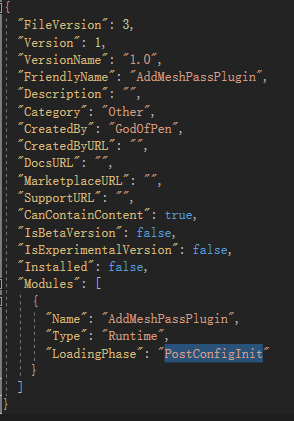 {
"FileVersion": 3,
"Version": 1,
"VersionName": "1.0",
"FriendlyName": "AddMeshPassPlugin",
"Description": "",
"Category": "Other",
"CreatedBy": "GodOfPen",
"CreatedByURL": "",
"DocsURL": "",
"MarketplaceURL": "",
"SupportURL": "",
"CanContainContent": true,
"IsBetaVersion": false,
"IsExperimentalVersion": false,
"Installed": false,
"Modules": [
{
"Name": "AddMeshPassPlugin",
"Type": "Runtime",
"LoadingPhase": "PostConfigInit"
}
]
}